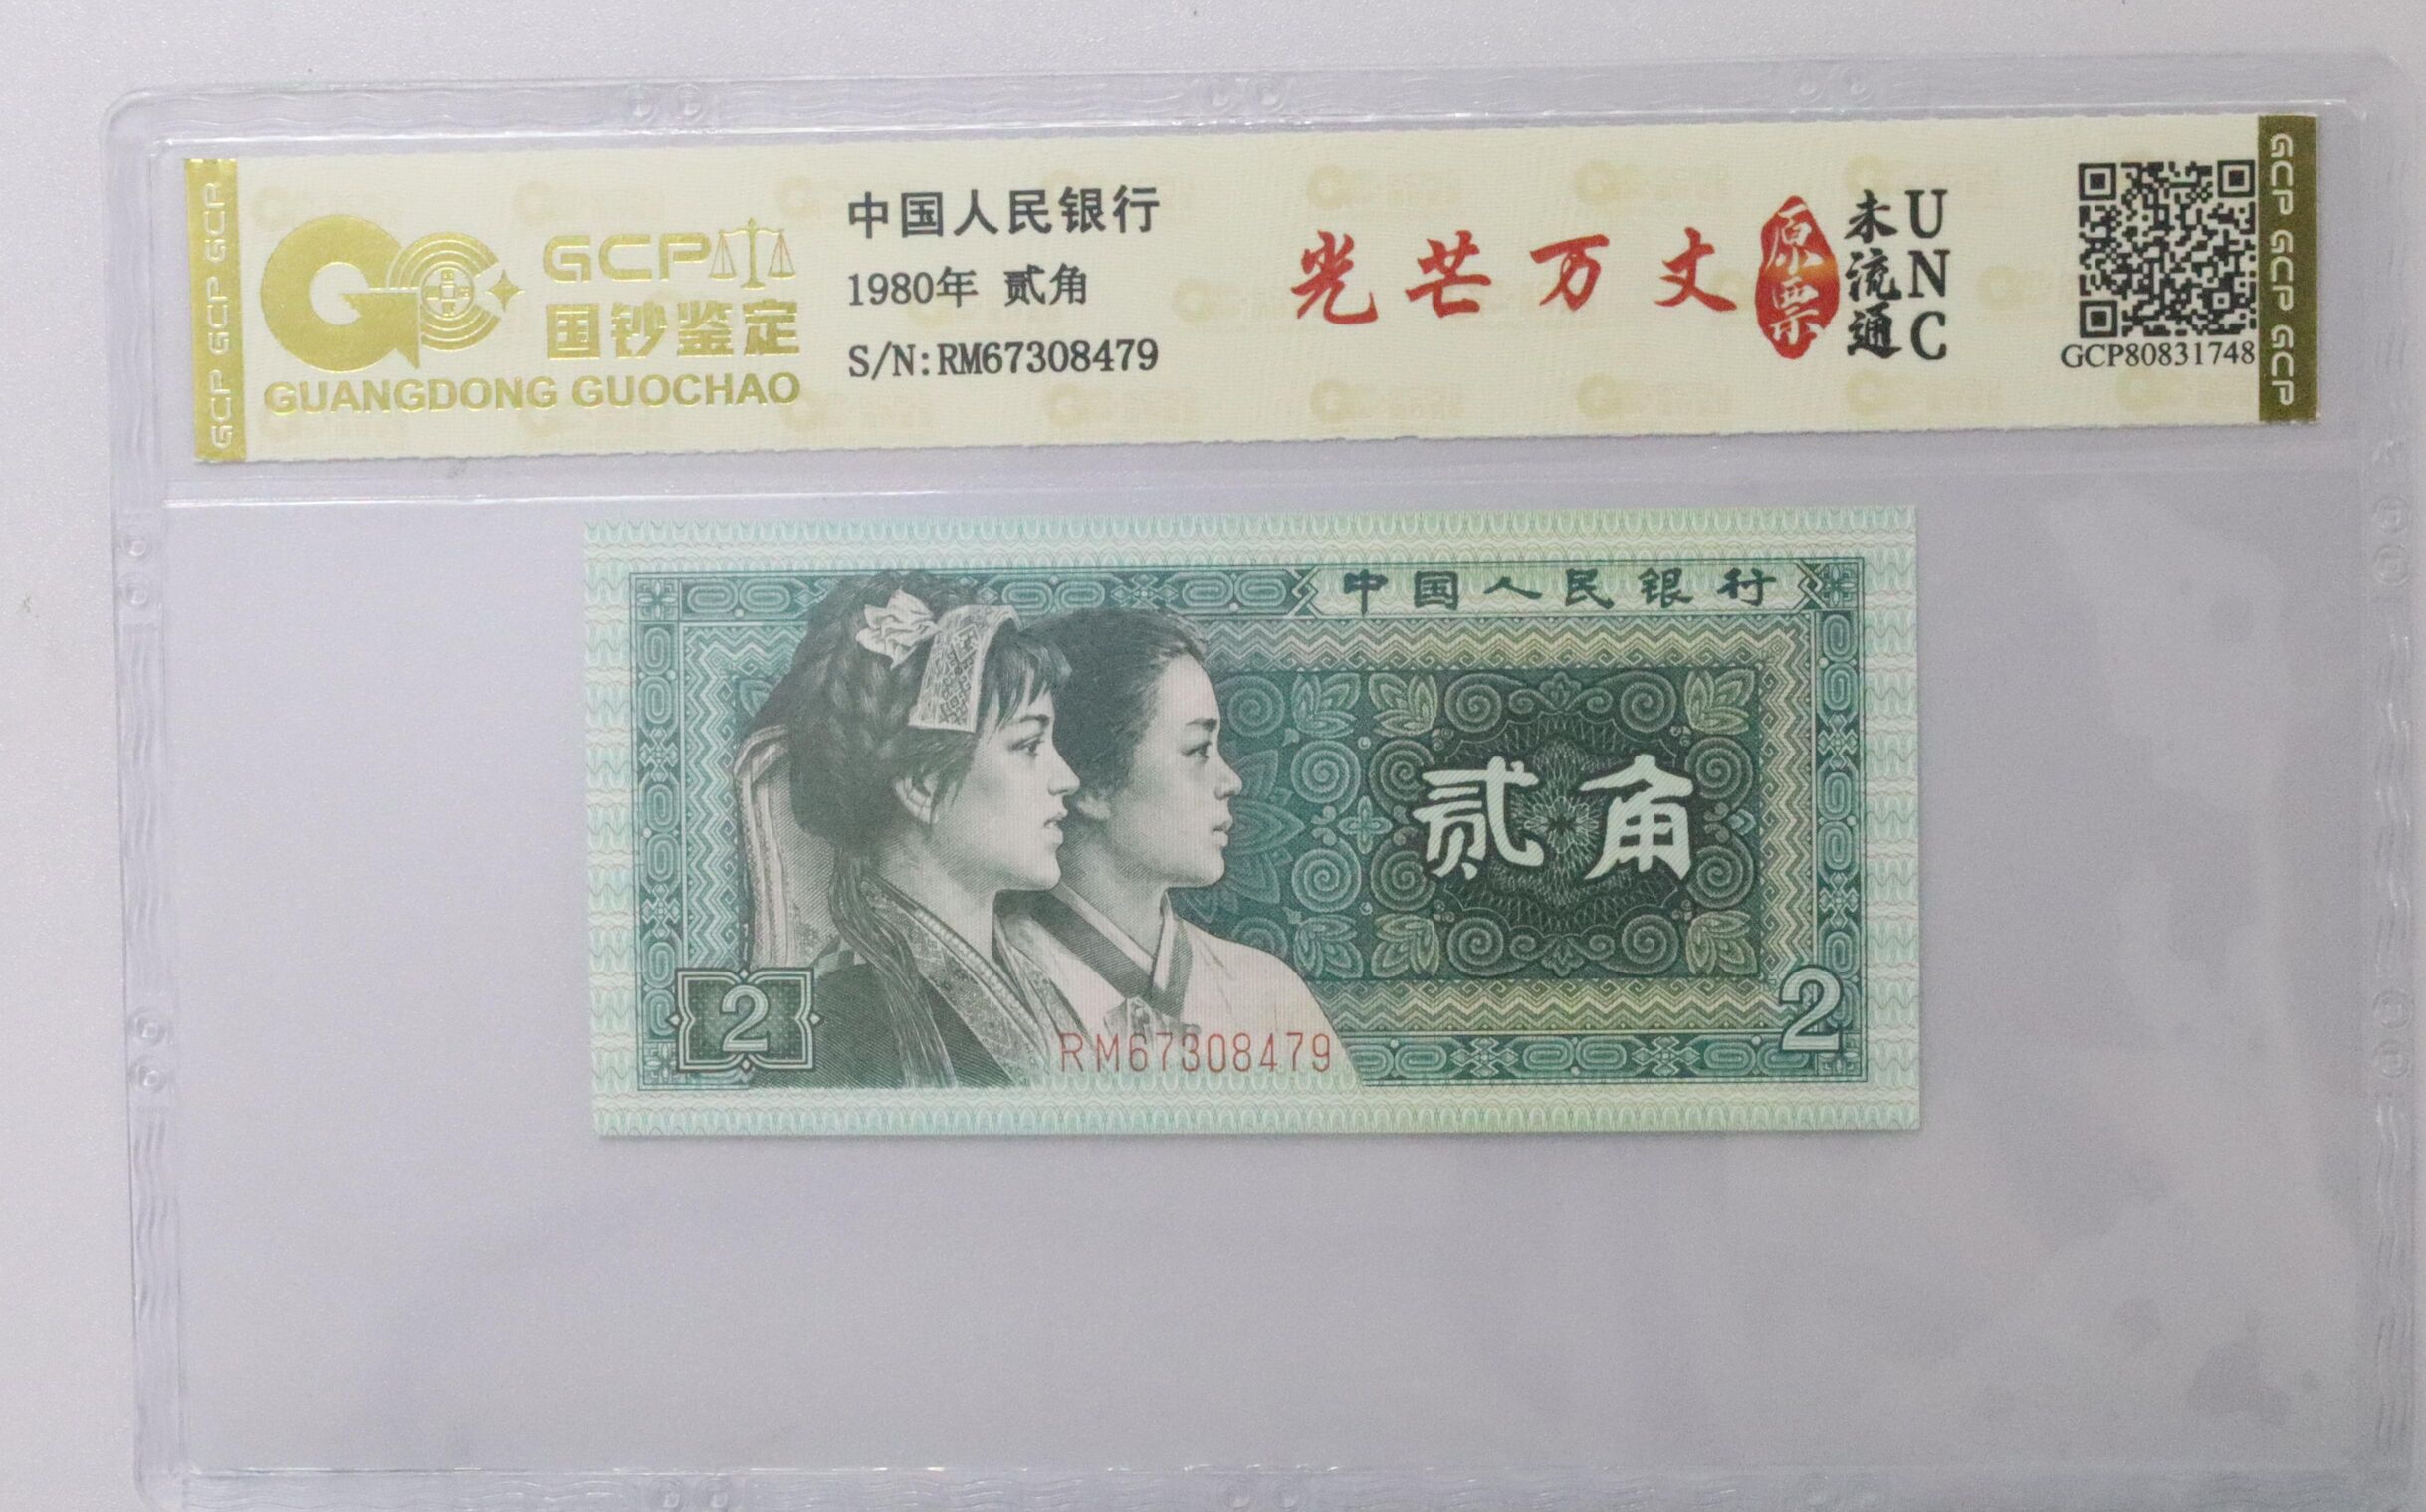 GCP GCP GCP
GCP
国钞鉴定
GUANGDONG GUOCHAO
中国人民银行
1980年 贰角
S/N:RM67308479
光芒万丈
原票
未流通
UNC
GCP80831748
GCP GCP GCP
中国人民银行
贰角
2
RM67308479
2